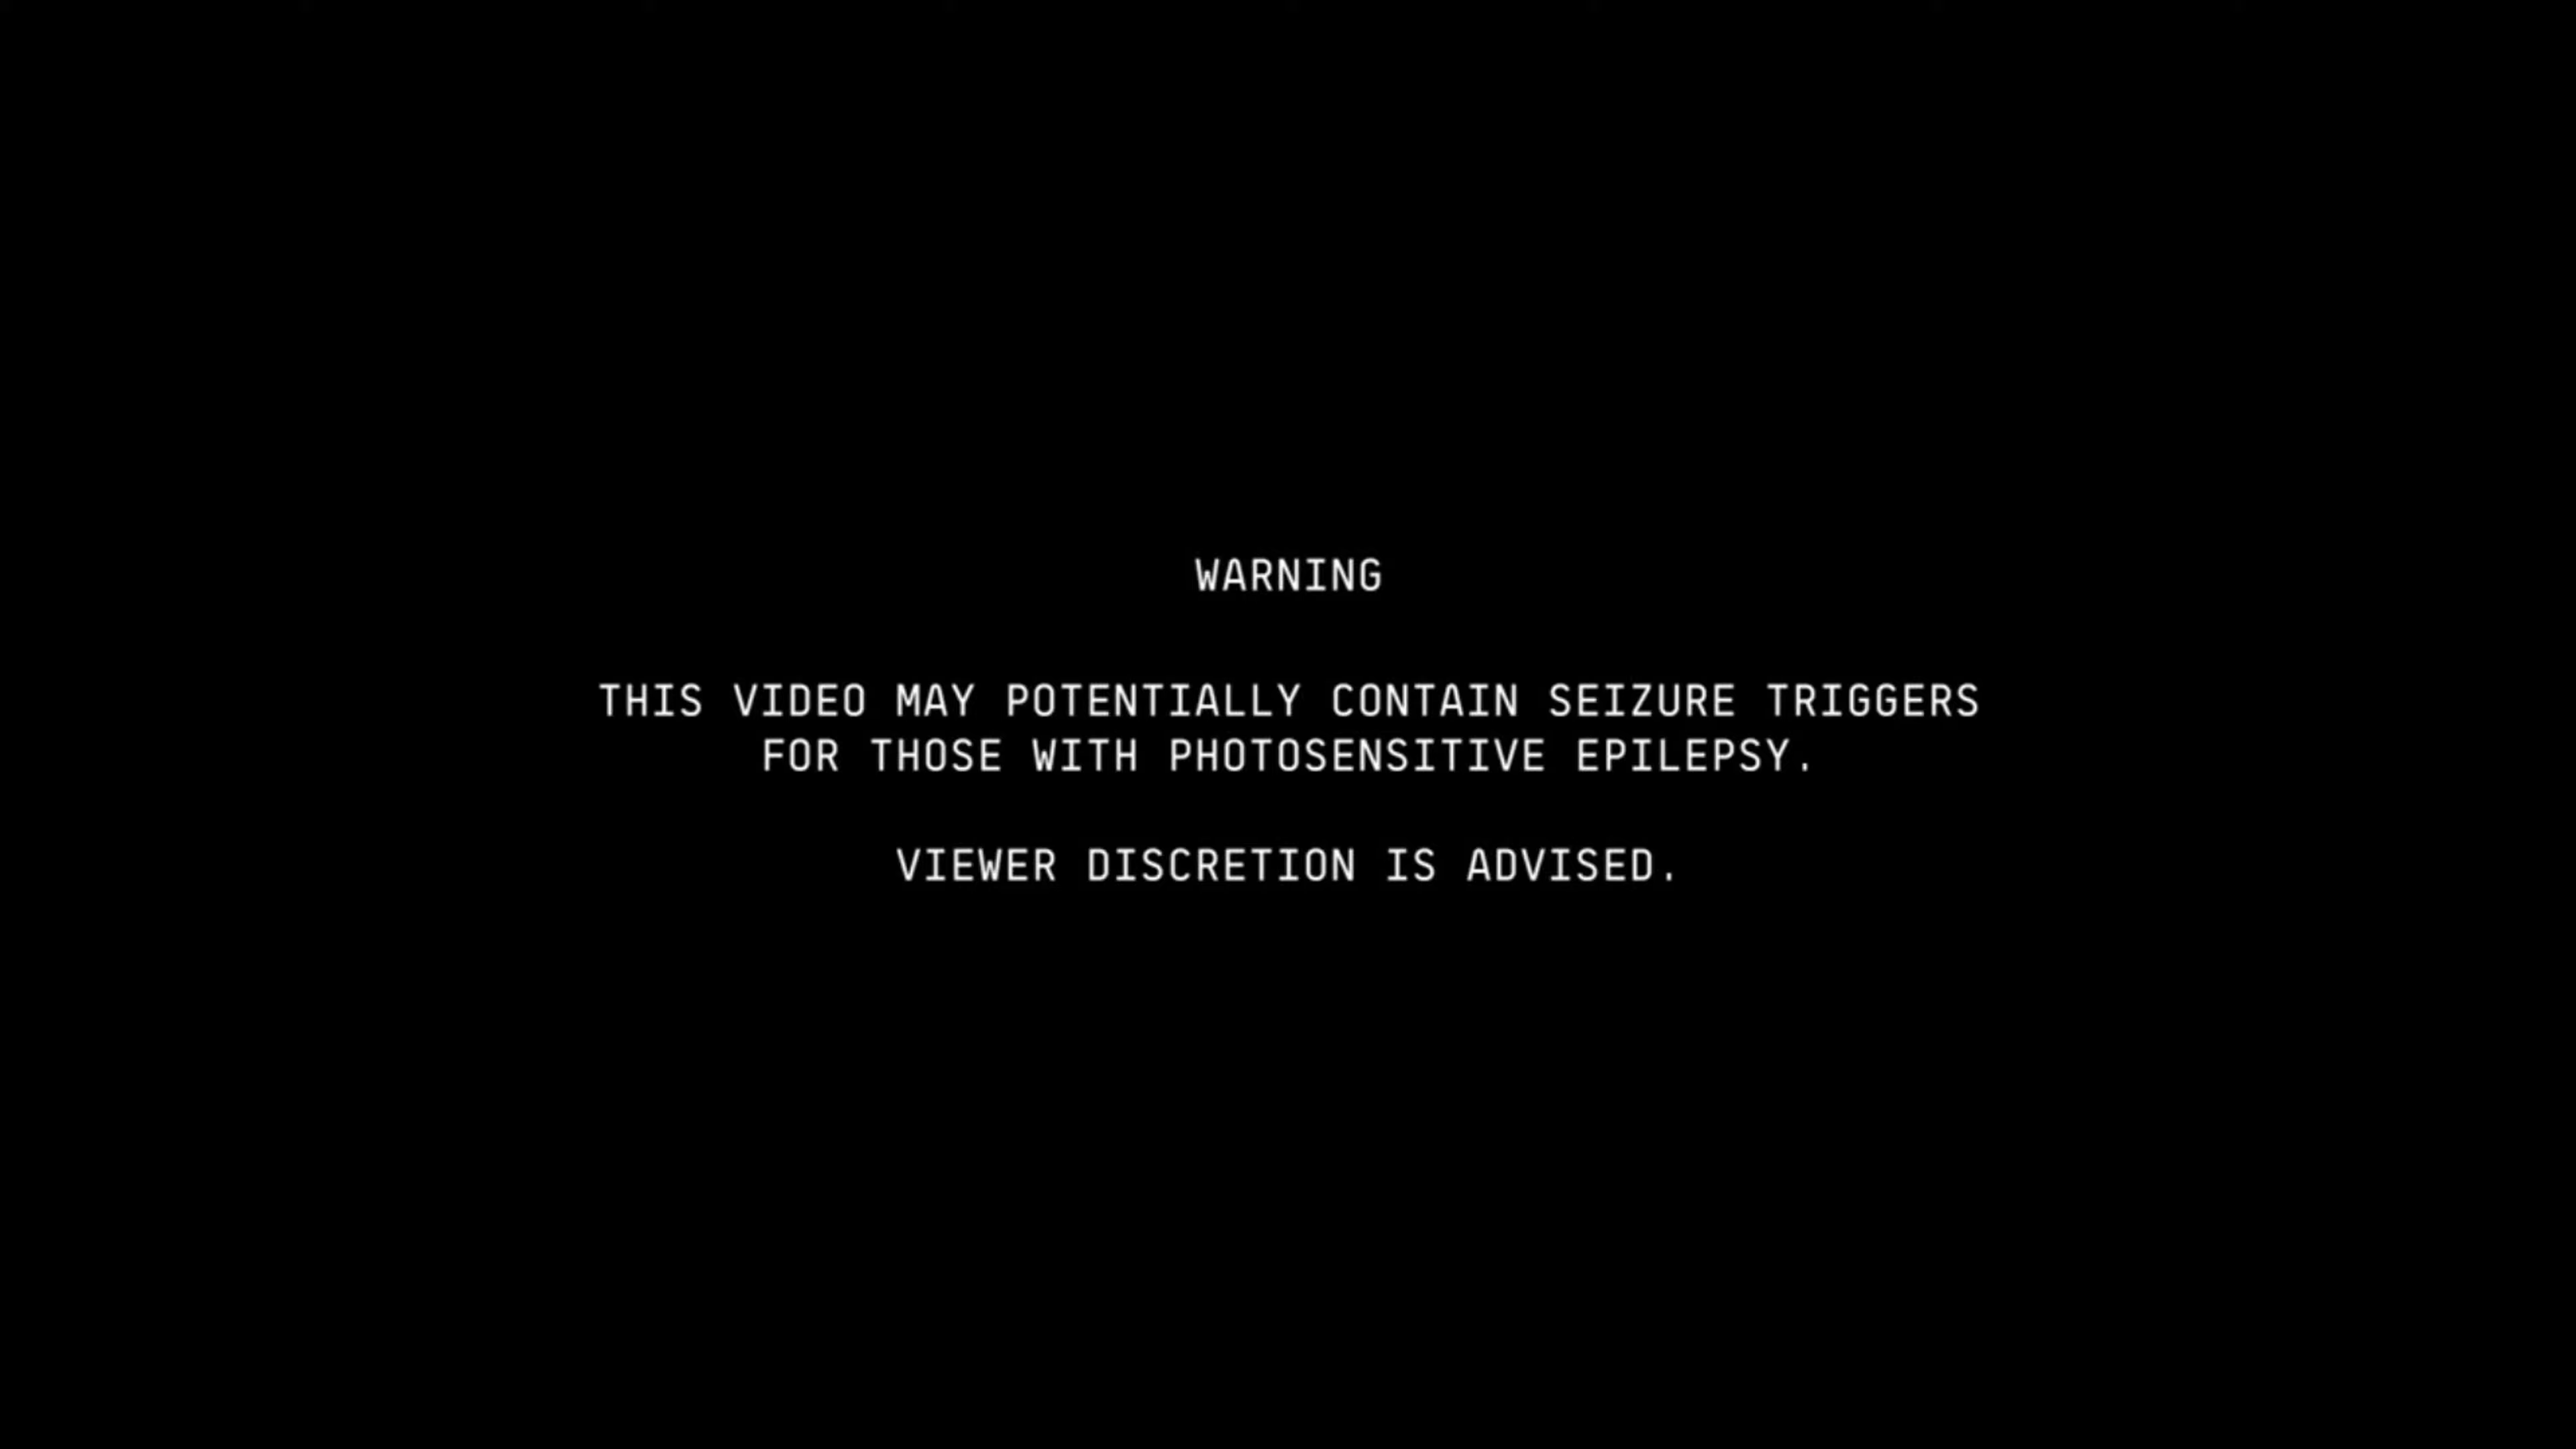 WARNING
THIS VIDEO MAY POTENTIALLY CONTAIN SEIZURE TRIGGERS
FOR THOSE WITH PHOTOSENSITIVE EPILEPSY.
VIEWER DISCRETION IS ADVISED.